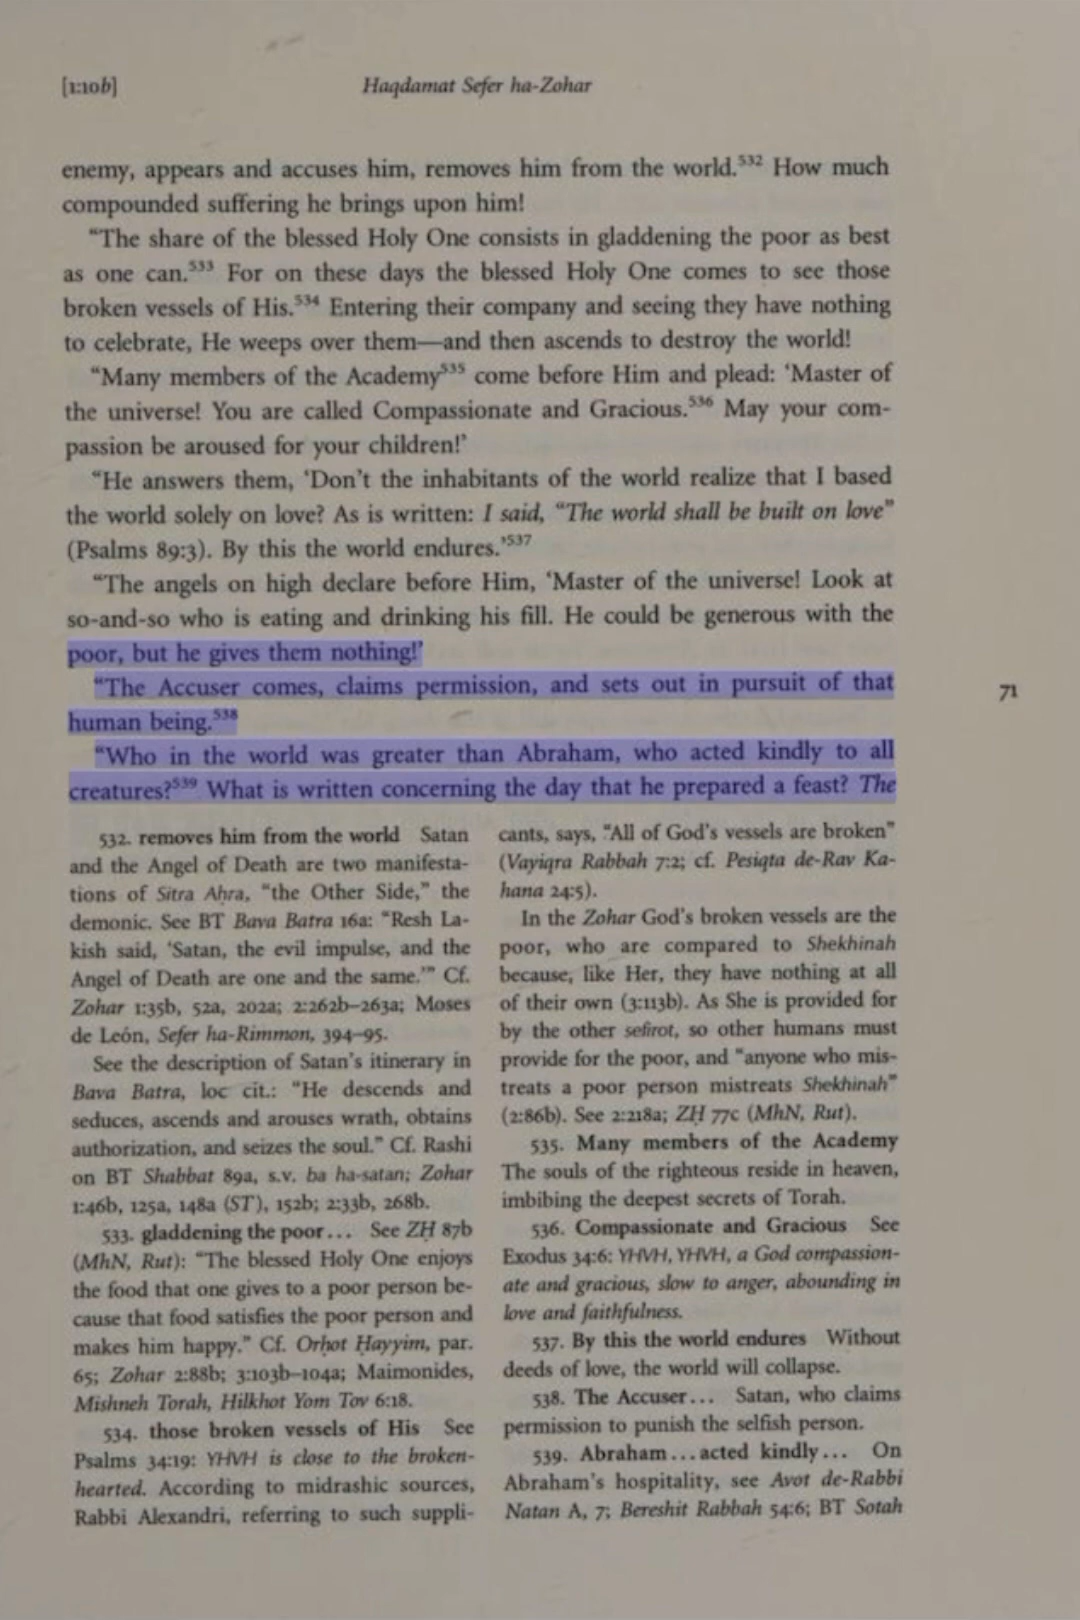 [1:10b]
Haqdamat Sefer ha-Zohar
enemy, appears and accuses him, removes him from the world.532 How much
compounded suffering he brings upon him!
“The share of the blessed Holy One consists in gladdening the poor as best
as one can.533 For on these days the blessed Holy One comes to see those
broken vessels of His.534 Entering their company and seeing they have nothing
to celebrate, He weeps over them—and then ascends to destroy the world!
“Many members of the Academy535 come before Him and plead: ‘Master of
the universe! You are called Compassionate and Gracious.536 May your com-
passion be aroused for your children!’
“He answers them, ‘Don’t the inhabitants of the world realize that I based
the world solely on love? As is written: I said, “The world shall be built on love”
(Psalms 89:3). By this the world endures.’537
“The angels on high declare before Him, ‘Master of the universe! Look at
so-and-so who is eating and drinking his fill. He could be generous with the
poor, but he gives them nothing!’
“The Accuser comes, claims permission, and sets out in pursuit of that
human being.538
“Who in the world was greater than Abraham, who acted kindly to all
creatures?539 What is written concerning the day that he prepared a feast? The
71
532. removes him from the world Satan
and the Angel of Death are two manifesta-
tions of Sitra Aḥra, “the Other Side,” the
demonic. See BT Bava Batra 16a: “Resh La-
kish said, ‘Satan, the evil impulse, and the
Angel of Death are one and the same.’” Cf.
Zohar 1:35b, 52a, 202a; 2:262b–263a; Moses
de León, Sefer ha-Rimmon, 394–95.
See the description of Satan’s itinerary in
Bava Batra, loc cit.: “He descends and
seduces, ascends and arouses wrath, obtains
authorization, and seizes the soul.” Cf. Rashi
on BT Shabbat 89a, s.v. ba ha-satan; Zohar
1:46b, 125a, 148a (ST), 152b; 2:33b, 268b.
533. gladdening the poor... See ZḤ 87b
(MhN, Rut): “The blessed Holy One enjoys
the food that one gives to a poor person be-
cause that food satisfies the poor person and
makes him happy.” Cf. Orḥot Ḥayyim, par.
65; Zohar 2:88b; 3:103b–104a; Maimonides,
Mishneh Torah, Hilkhot Yom Tov 6:18.
534. those broken vessels of His See
Psalms 34:19: YHVH is close to the broken-
hearted. According to midrashic sources,
Rabbi Alexandri, referring to such suppli-
cants, says, “All of God’s vessels are broken”
(Vayiqra Rabbah 7:2; cf. Pesiqta de-Rav Ka-
hana 24:5).
In the Zohar God’s broken vessels are the
poor, who are compared to Shekhinah
because, like Her, they have nothing at all
of their own (3:113b). As She is provided for
by the other sefirot, so other humans must
provide for the poor, and “anyone who mis-
treats a poor person mistreats Shekhinah”
(2:86b). See 2:218a; ZḤ 77c (MhN, Rut).
535. Many members of the Academy
The souls of the righteous reside in heaven,
imbibing the deepest secrets of Torah.
536. Compassionate and Gracious See
Exodus 34:6: YHVH, YHVH, a God compassion-
ate and gracious, slow to anger, abounding in
love and faithfulness.
537. By this the world endures Without
deeds of love, the world will collapse.
538. The Accuser... Satan, who claims
permission to punish the selfish person.
539. Abraham...acted kindly... On
Abraham’s hospitality, see Avot de-Rabbi
Natan A, 7; Bereshit Rabbah 54:6; BT Sotah